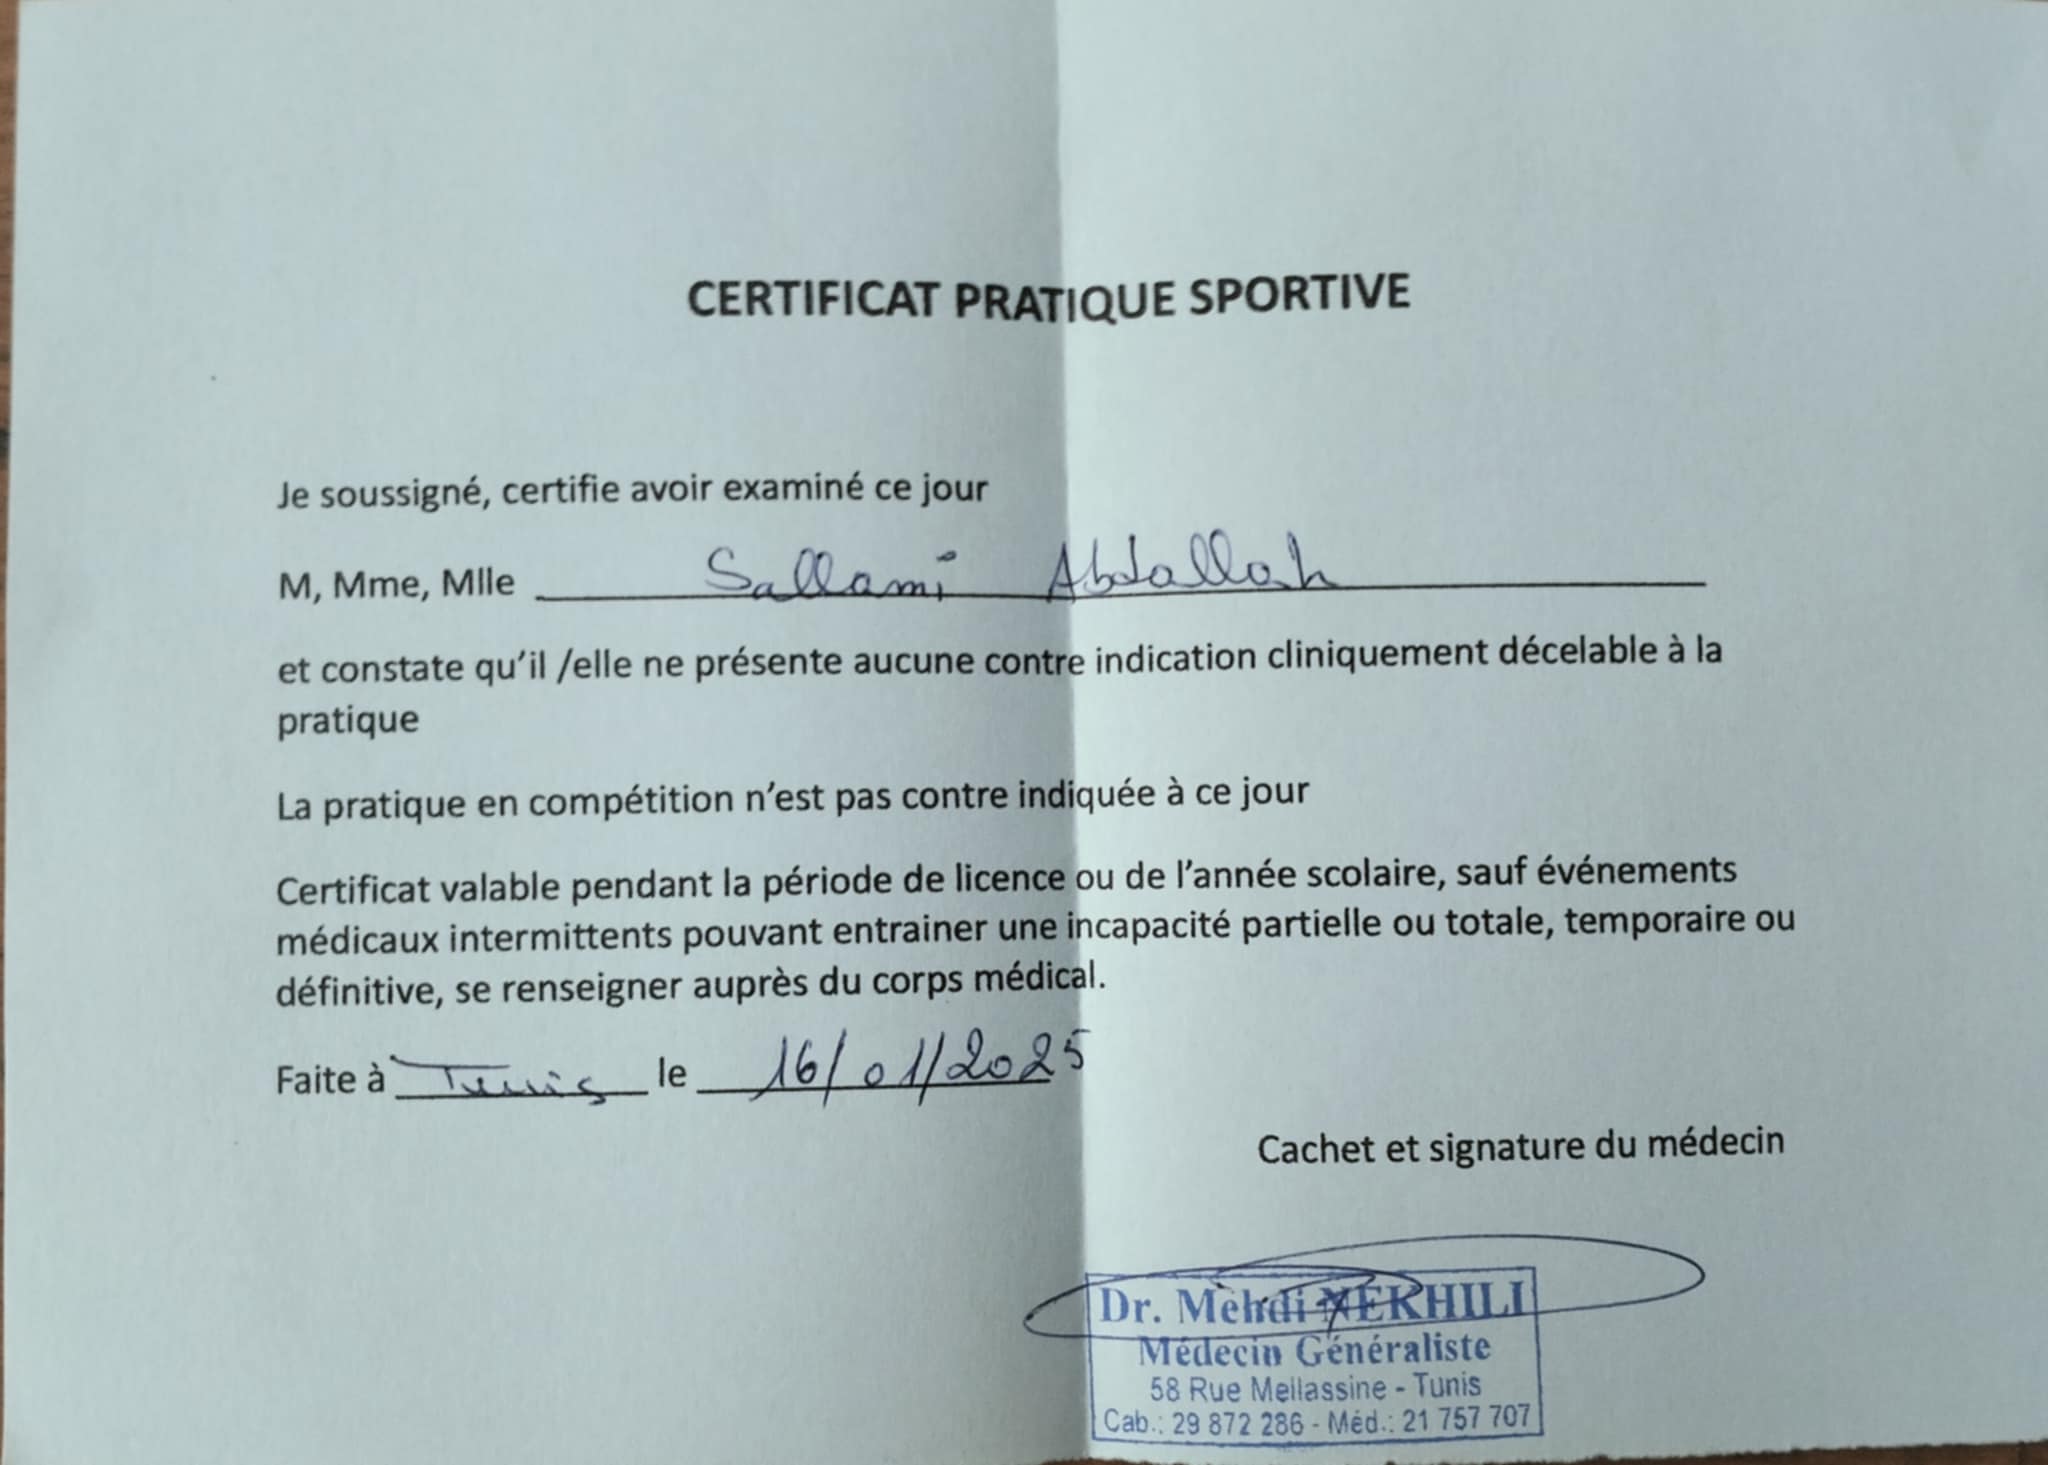 CERTIFICAT PRATIQUE SPORTIVE
Je soussigné, certifie avoir examiné ce jour
M, Mme, Mlle Sallami Abdallah
et constate qu'il /elle ne présente aucune contre indication cliniquement décelable à la
pratique
La pratique en compétition n'est pas contre indiquée à ce jour
Certificat valable pendant la période de licence ou de l'année scolaire, sauf événements
médicaux intermittents pouvant entrainer une incapacité partielle ou totale, temporaire ou
définitive, se renseigner auprès du corps médical.
Faite à Tunis le 16/01/2025
Cachet et signature du médecin
Dr. Mehdi NEKHILI
Médecin Généraliste
58 Rue Mellassine - Tunis
Cab.: 29 872 286 - Méd.: 21 757 707